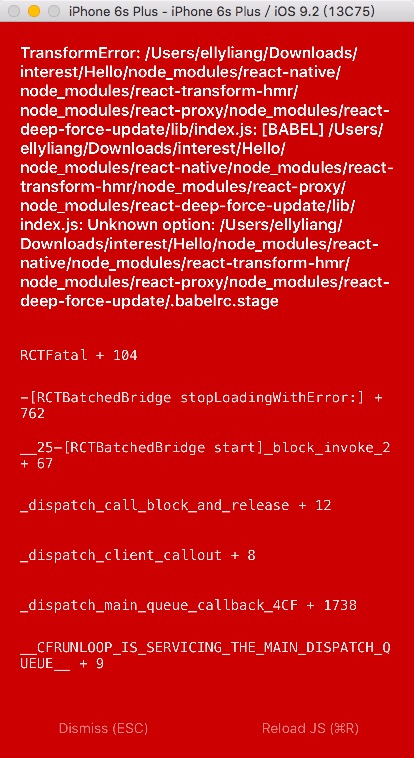 iPhone 6s Plus - iPhone 6s Plus / iOS 9.2 (13C75)
TransformError: /Users/ellyliang/Downloads/
interest/Hello/node_modules/react-native/
node_modules/react-transform-hmr/
node_modules/react-proxy/node_modules/react-
deep-force-update/lib/index.js: [BABEL] /Users/
ellyliang/Downloads/interest/Hello/
node_modules/react-native/node_modules/react-
transform-hmr/node_modules/react-proxy/
node_modules/react-deep-force-update/lib/
index.js: Unknown option: /Users/ellyliang/
Downloads/interest/Hello/node_modules/react-
native/node_modules/react-transform-hmr/
node_modules/react-proxy/node_modules/react-
deep-force-update/.babelrc.stage
RCTFatal + 104
-[RCTBatchedBridge stopLoadingWithError:] +
762
__25-[RCTBatchedBridge start]_block_invoke_2
+ 67
_dispatch_call_block_and_release + 12
_dispatch_client_callout + 8
_dispatch_main_queue_callback_4CF + 1738
__CFRUNLOOP_IS_SERVICING_THE_MAIN_DISPATCH_Q
UEUE__ + 9
Dismiss (ESC)
Reload JS (⌘R)